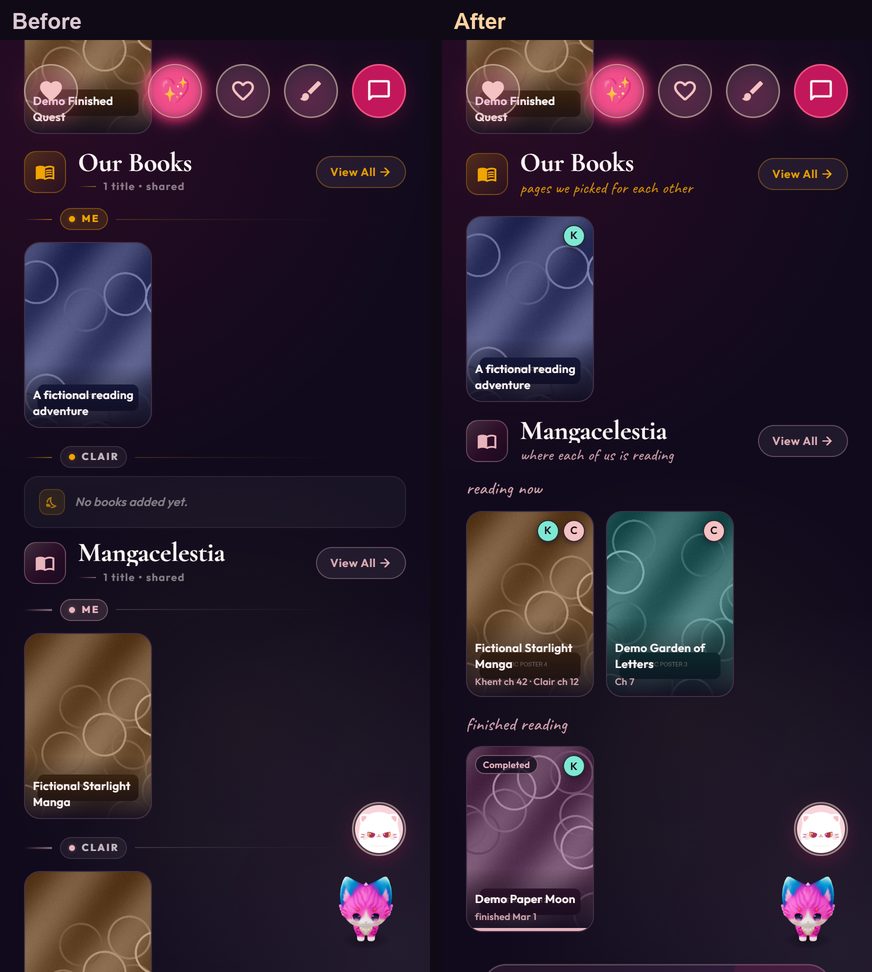 Before
Demo Finished
Quest
Our Books
1 title • shared
View All →
ME
A fictional reading
adventure
CLAIR
No books added yet.
Mangacelestia
1 title • shared
View All →
ME
Fictional Starlight
Manga
CLAIR
After
Demo Finished
Quest
Our Books
pages we picked for each other
View All →
K
A fictional reading
adventure
Mangacelestia
where each of us is reading
View All →
reading now
K C
Fictional Starlight
Manga
POSTER 4
Khent ch 42 · Clair ch 12
C
Demo Garden of
Letters
POSTER 3
Ch 7
finished reading
Completed
K
Demo Paper Moon
finished Mar 1